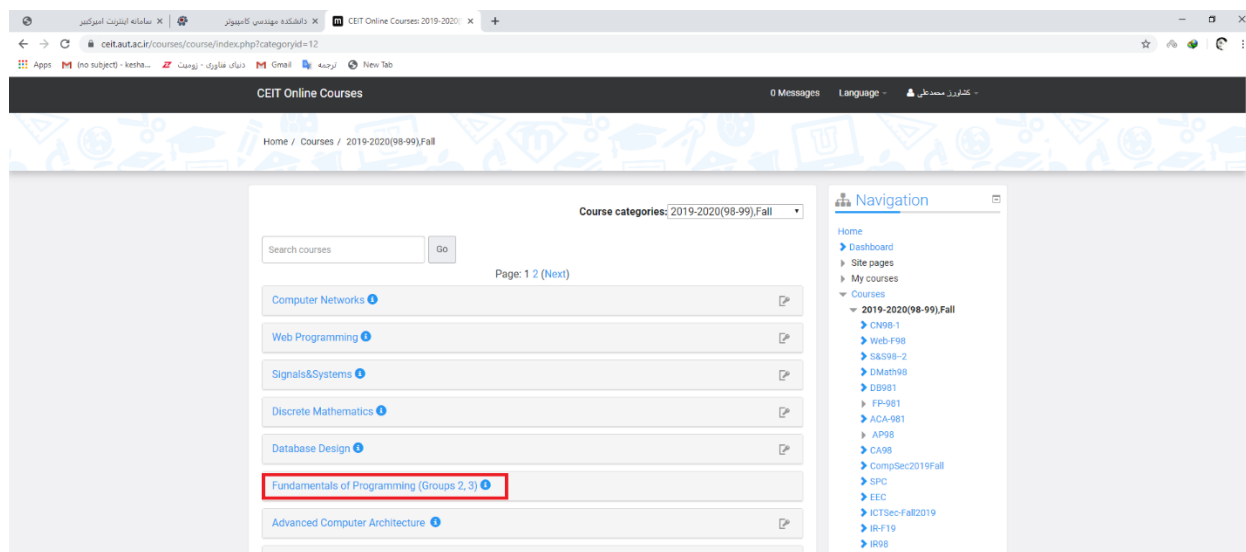 سامانه اینترنت امیرکبیر
دانشکده مهندسی کامپیوتر
CEIT Online Courses: 2019-2020(
ceit.aut.ac.ir/courses/course/index.php?categoryid=12
Apps (no subject) - kesha... دنیای فناوری - زومیت Gmail ترجمه New Tab
CEIT Online Courses 0 Messages Language کشاورز محمدعلی
Home / Courses / 2019-2020(98-99),Fall
Course categories: 2019-2020(98-99),Fall
Search courses Go
Page: 1 2 (Next)
Computer Networks
Web Programming
Signals&Systems
Discrete Mathematics
Database Design
Fundamentals of Programming (Groups 2, 3)
Advanced Computer Architecture
Navigation
Home
Dashboard
Site pages
My courses
Courses
2019-2020(98-99),Fall
CN98-1
Web-F98
S&S98--2
DMath98
DB981
FP-981
ACA-981
AP98
CA98
CompSec2019Fall
SPC
EEC
ICTSec-Fall2019
IR-F19
IR98